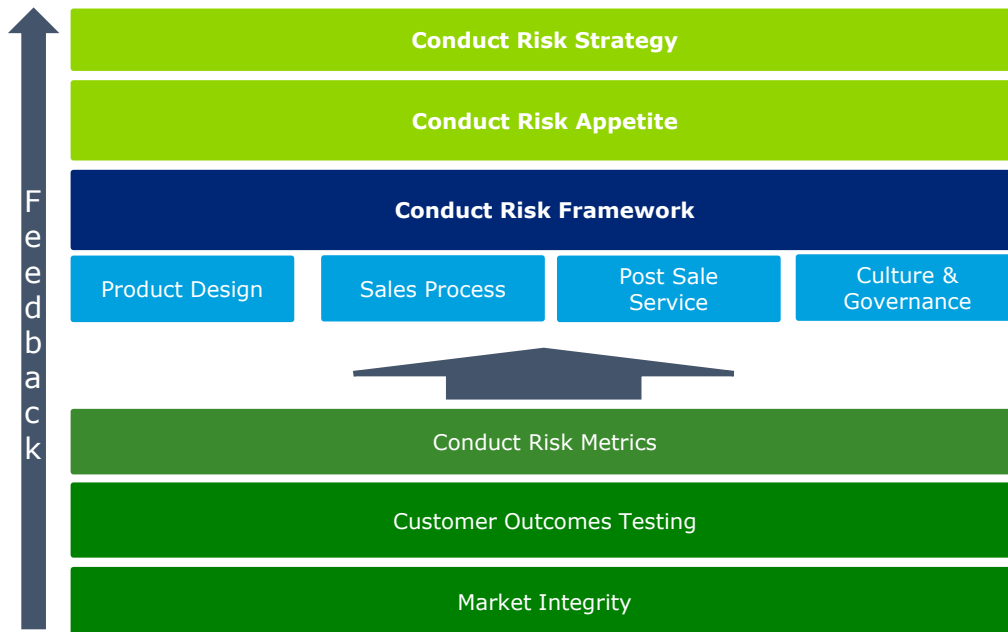 Conduct Risk Strategy
Conduct Risk Appetite
Feedback
Conduct Risk Framework
Product Design
Sales Process
Post Sale
Service
Culture &
Governance
Conduct Risk Metrics
Customer Outcomes Testing
Market Integrity